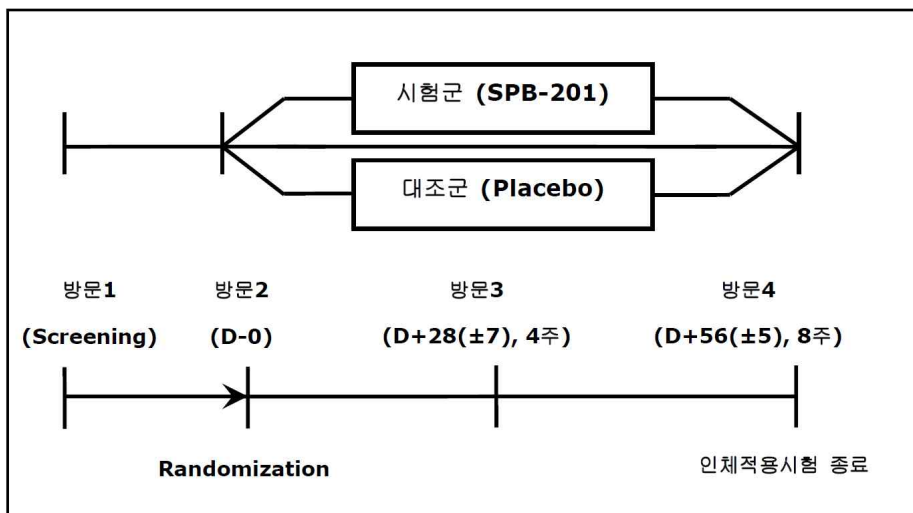 시험군 (SPB-201)
대조군 (Placebo)
방문1 방문2 방문3 방문4
(Screening) (D-0) (D+28(±7), 4주) (D+56(±5), 8주)
Randomization 인체적용시험 종료